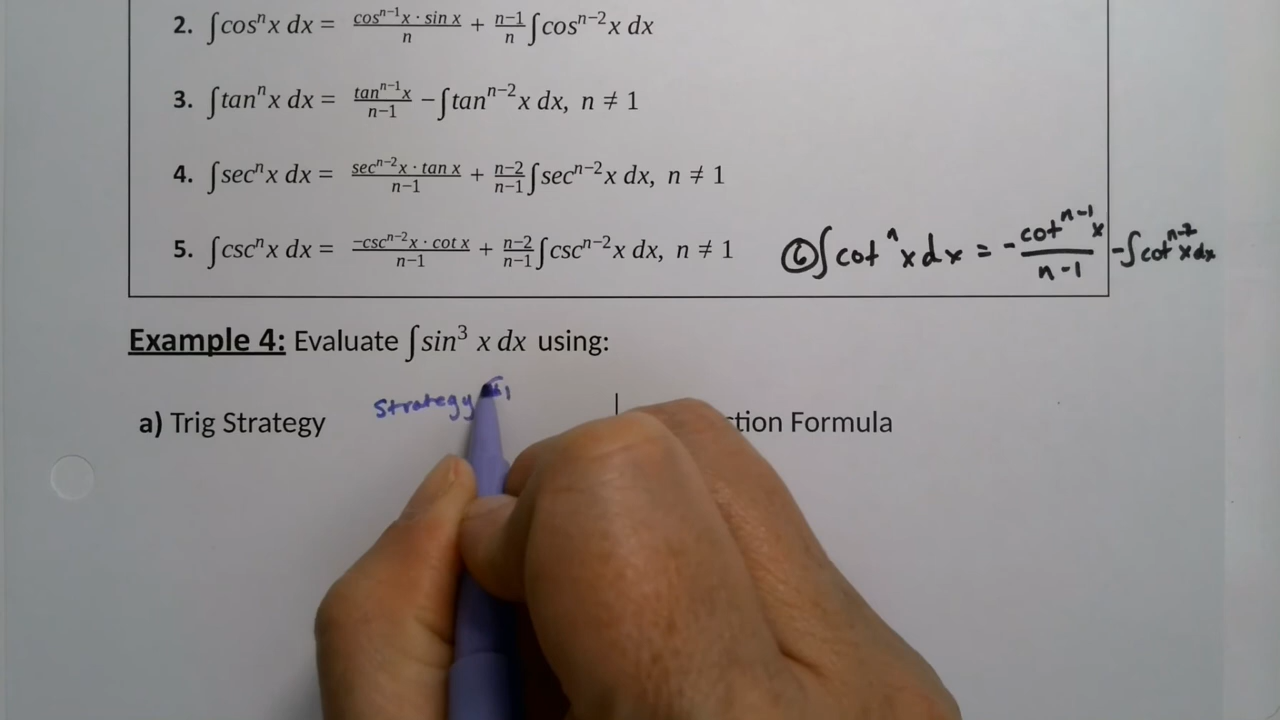 2. ∫cosⁿx dx = cosⁿ⁻¹x · sin x / n + n−1/n ∫cosⁿ⁻²x dx
3. ∫tanⁿx dx = tanⁿ⁻¹x / n−1 − ∫tanⁿ⁻²x dx, n ≠ 1
4. ∫secⁿx dx = secⁿ⁻²x · tan x / n−1 + n−2/n−1 ∫secⁿ⁻²x dx, n ≠ 1
5. ∫cscⁿx dx = −cscⁿ⁻²x · cot x / n−1 + n−2/n−1 ∫cscⁿ⁻²x dx, n ≠ 1
⑥ ∫cotⁿx dx = -cotⁿ⁻¹x / n-1 - ∫cotⁿ⁻²x dx
Example 4: Evaluate ∫sin³ x dx using:
Strategy
a) Trig Strategy
tion Formula